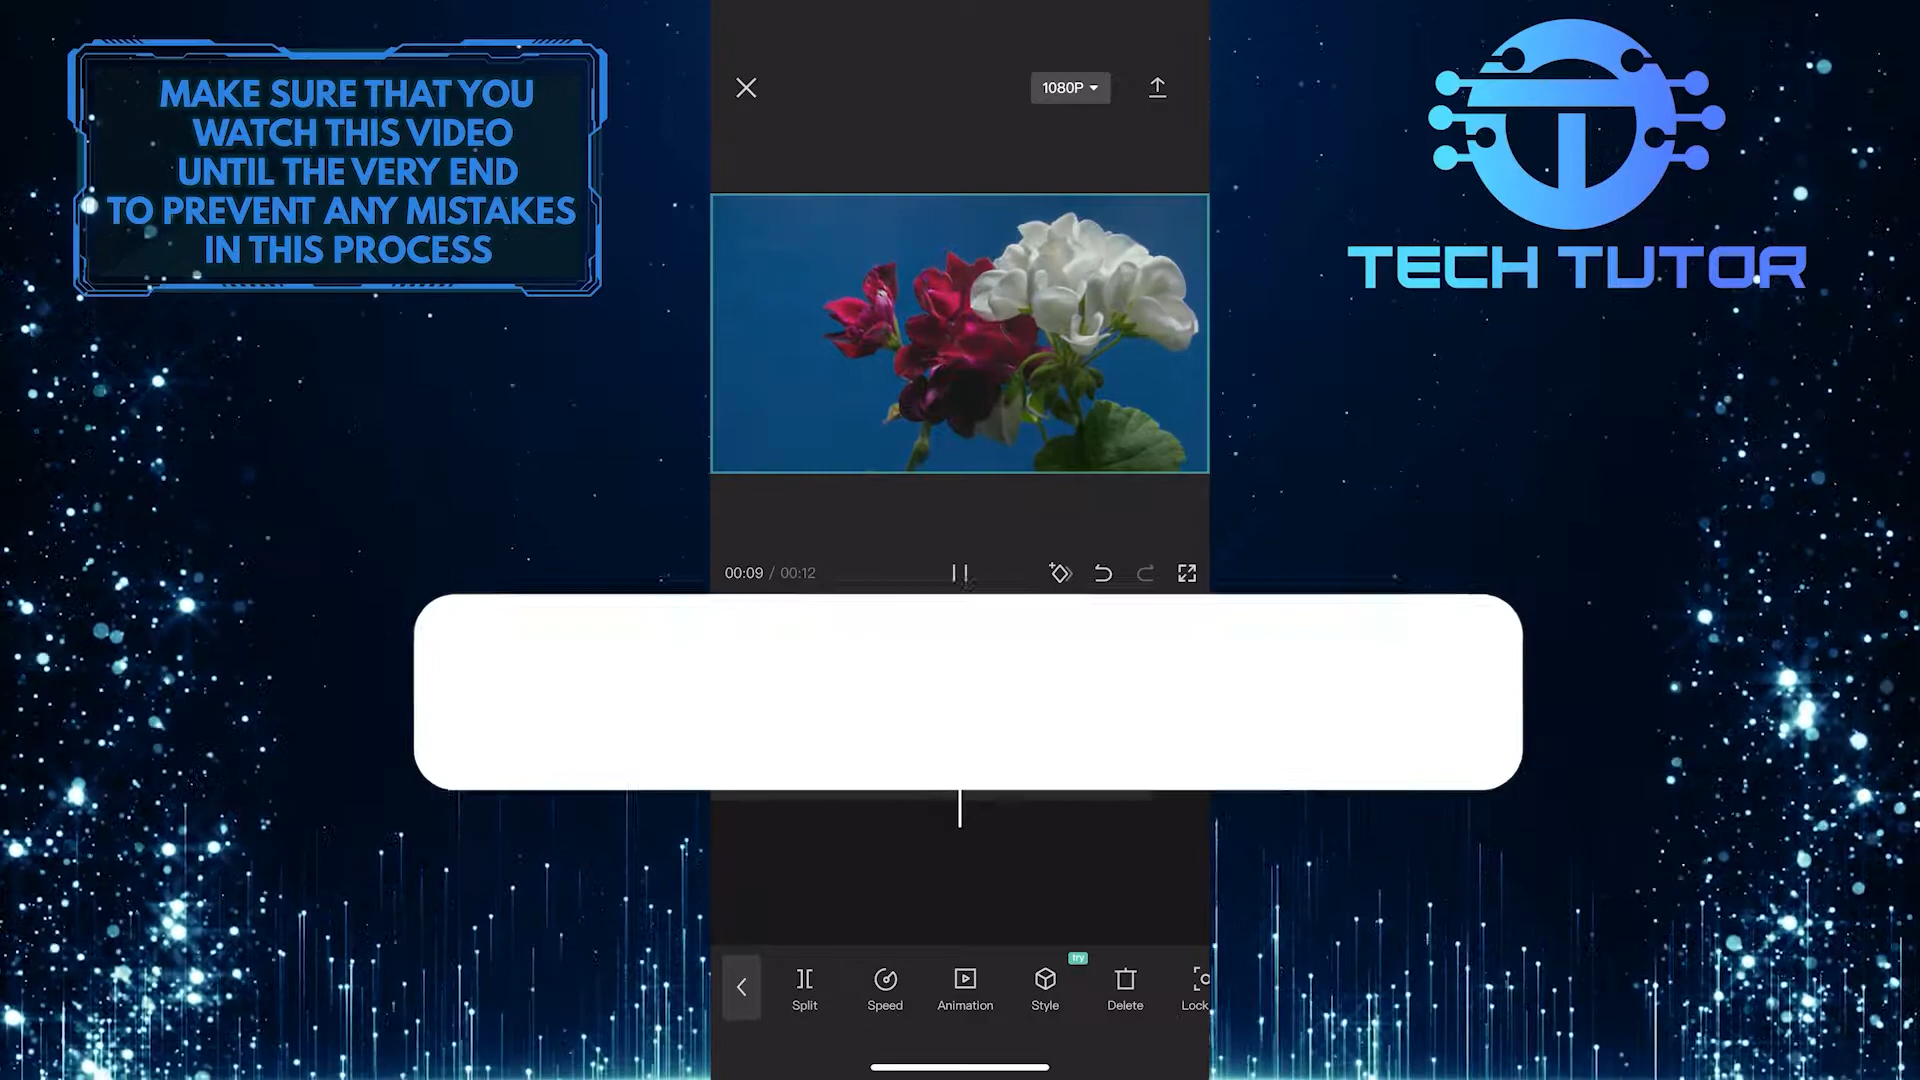 MAKE SURE THAT YOU
WATCH THIS VIDEO
UNTIL THE VERY END
TO PREVENT ANY MISTAKES
IN THIS PROCESS
1080P
TECH TUTOR
00:09 / 00:12
try
Split
Speed
Animation
Style
Delete
Lock